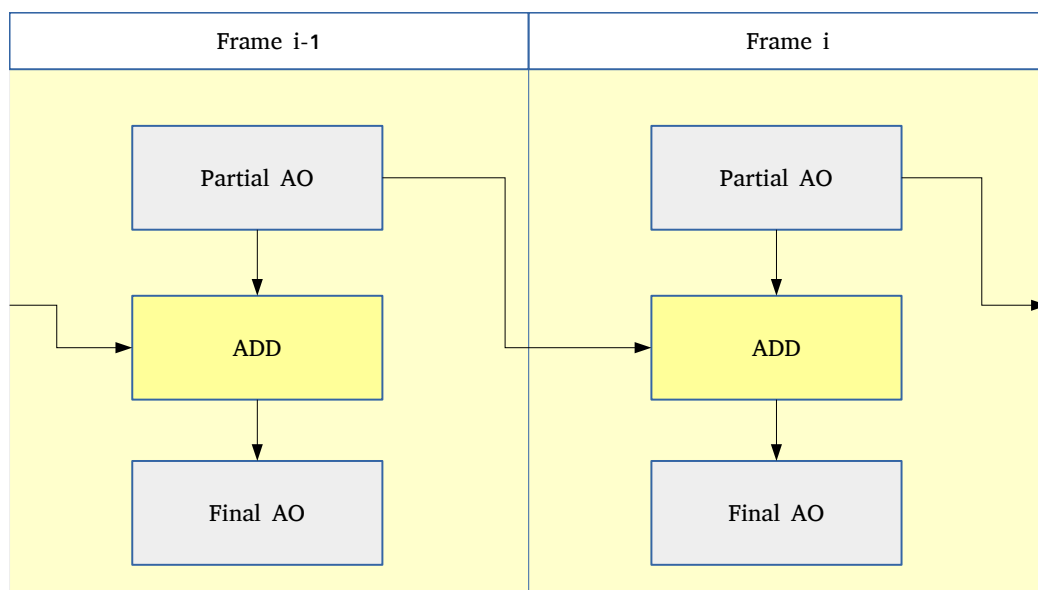 Frame i-1
Frame i
Partial AO
Partial AO
ADD
ADD
Final AO
Final AO